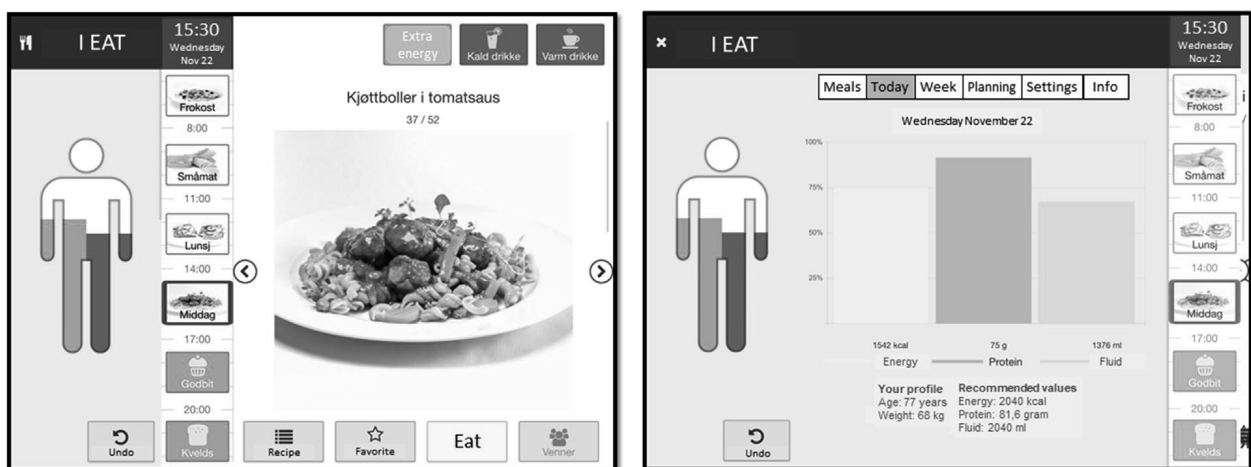 I EAT
15:30
Wednesday
Nov 22
Extra
energy
Kald drikke
Varm drikke
Frokost
8:00
Småmat
11:00
Lunsj
14:00
Middag
17:00
Godbit
20:00
Kvelds
Kjøttboller i tomatsaus
37 / 52
Undo
Recipe
Favorite
Eat
Venner
I EAT
15:30
Wednesday
Nov 22
Meals Today Week Planning Settings Info
Wednesday November 22
100%
75%
50%
25%
1542 kcal 75 g 1376 ml
Energy Protein Fluid
Your profile
Age: 77 years
Weight: 68 kg
Recommended values
Energy: 2040 kcal
Protein: 81,6 gram
Fluid: 2040 ml
Undo
Frokost
8:00
Småmat
11:00
Lunsj
14:00
Middag
17:00
Godbit
20:00
Kvelds